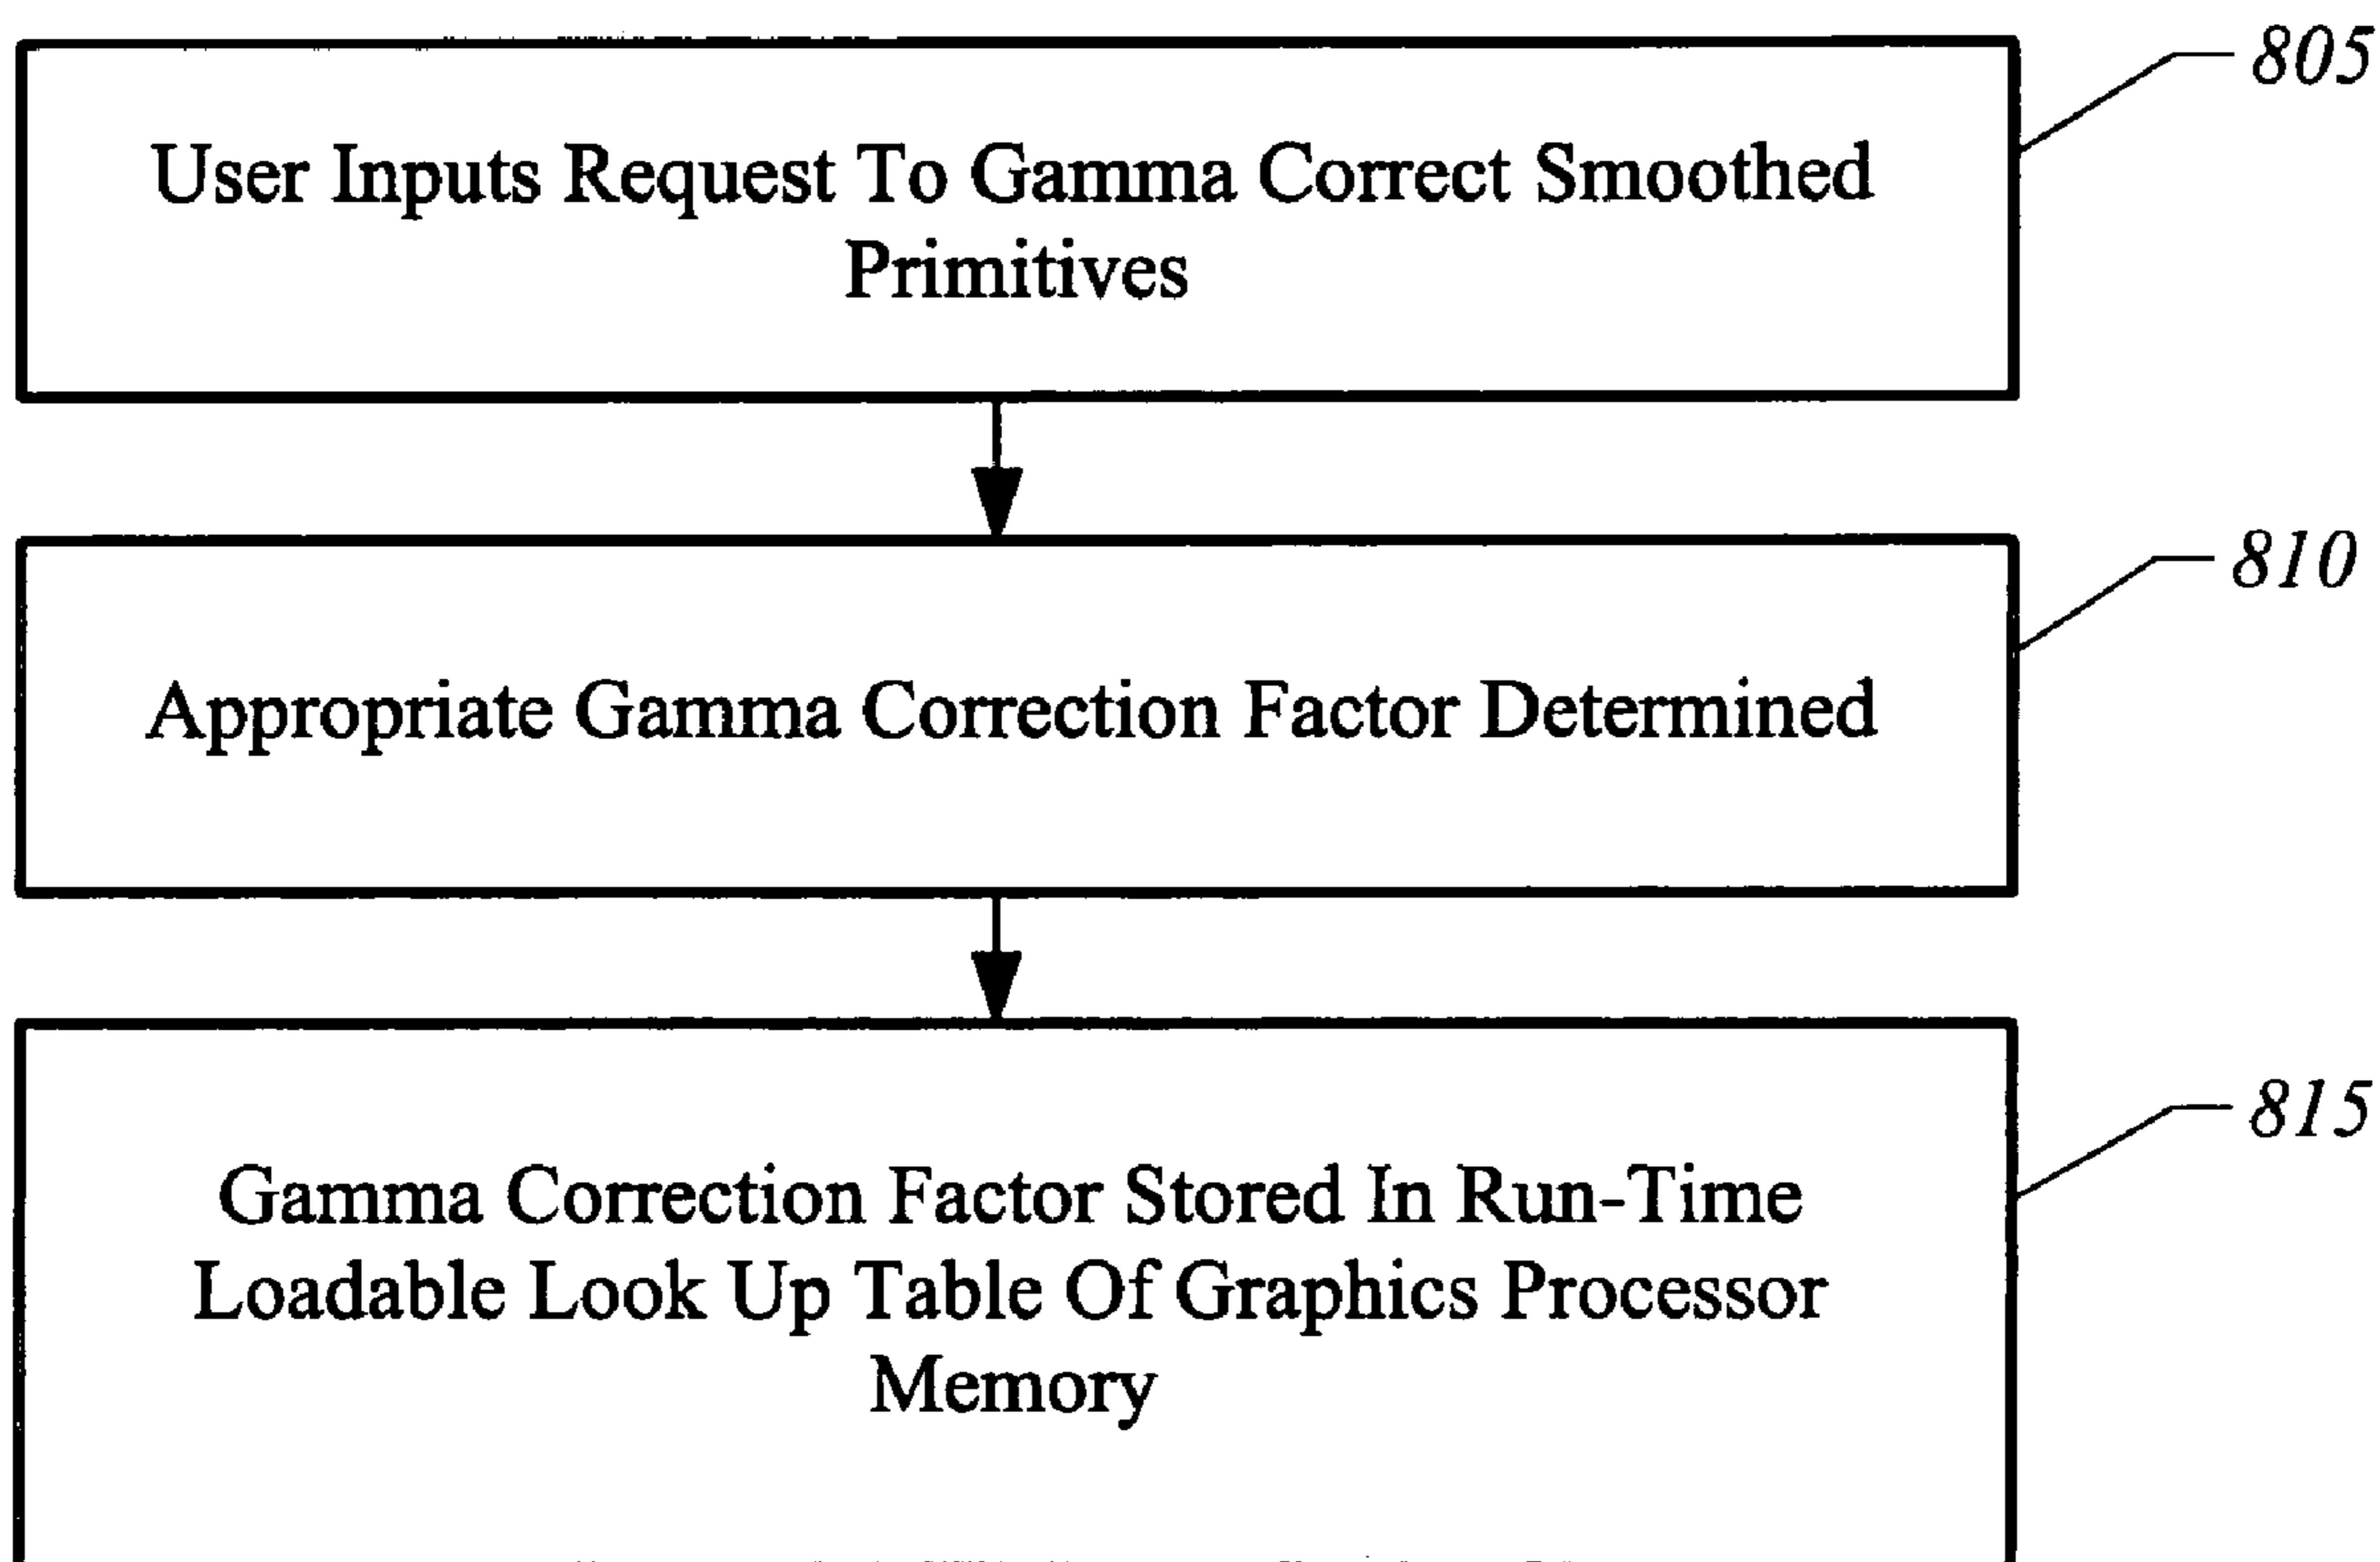 805
User Inputs Request To Gamma Correct Smoothed
Primitives
810
Appropriate Gamma Correction Factor Determined
815
Gamma Correction Factor Stored In Run-Time
Loadable Look Up Table Of Graphics Processor
Memory